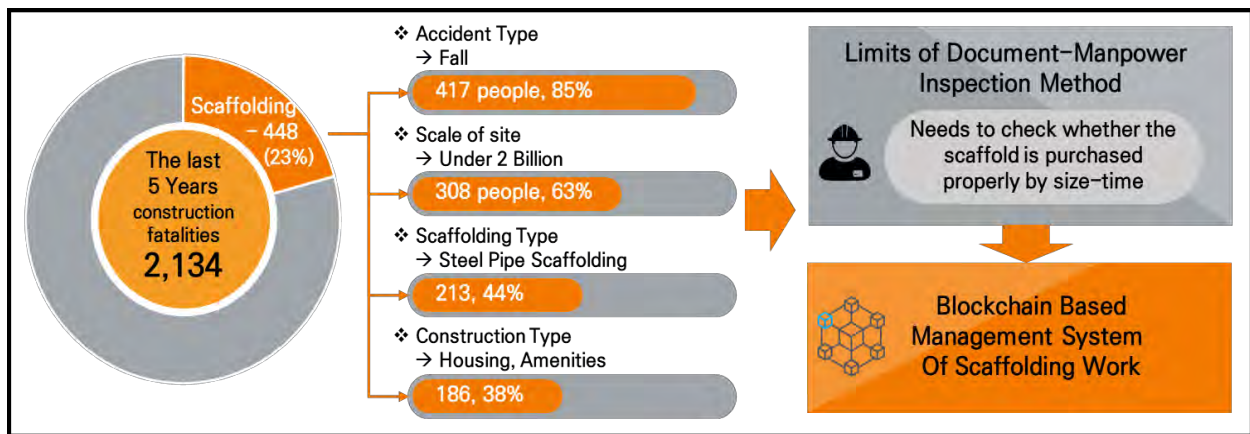 Scaffolding
- 448
(23%)
The last
5 Years
construction
fatalities
2,134
❖ Accident Type
→ Fall
417 people, 85%
❖ Scale of site
→ Under 2 Billion
308 people, 63%
❖ Scaffolding Type
→ Steel Pipe Scaffolding
213, 44%
❖ Construction Type
→ Housing, Amenities
186, 38%
Limits of Document-Manpower
Inspection Method
Needs to check whether the
scaffold is purchased
properly by size-time
Blockchain Based
Management System
Of Scaffolding Work